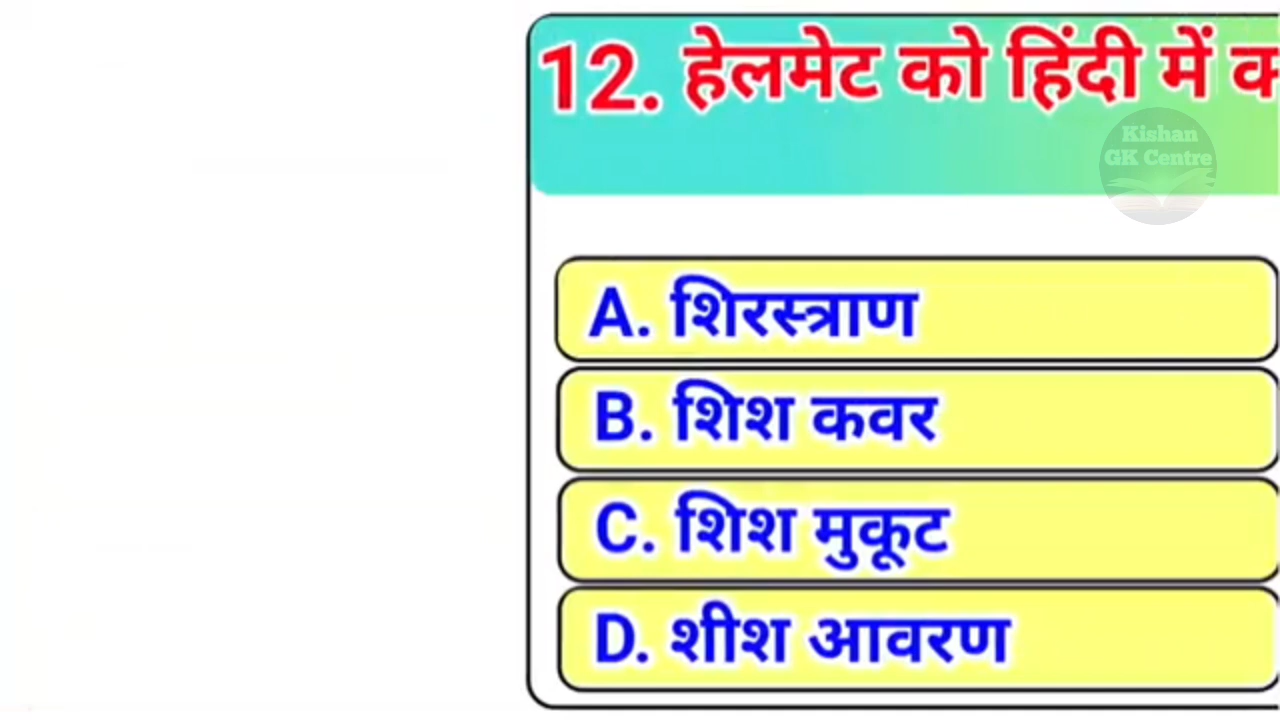 12. हेलमेट को हिंदी में
Kishan
GK Centre
A. शिरस्त्राण
B. शिश कवर
C. शिश मुकूट
D. शीश आवरण